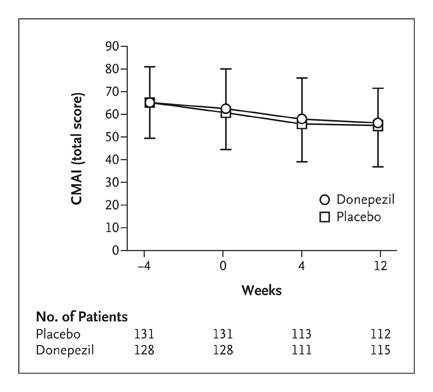 90
80
70
60
50
40
30
20
10
0
CMAI (total score)
Donepezil
Placebo
–4 0 4 12
Weeks
No. of Patients
Placebo 131 131 113 112
Donepezil 128 128 111 115